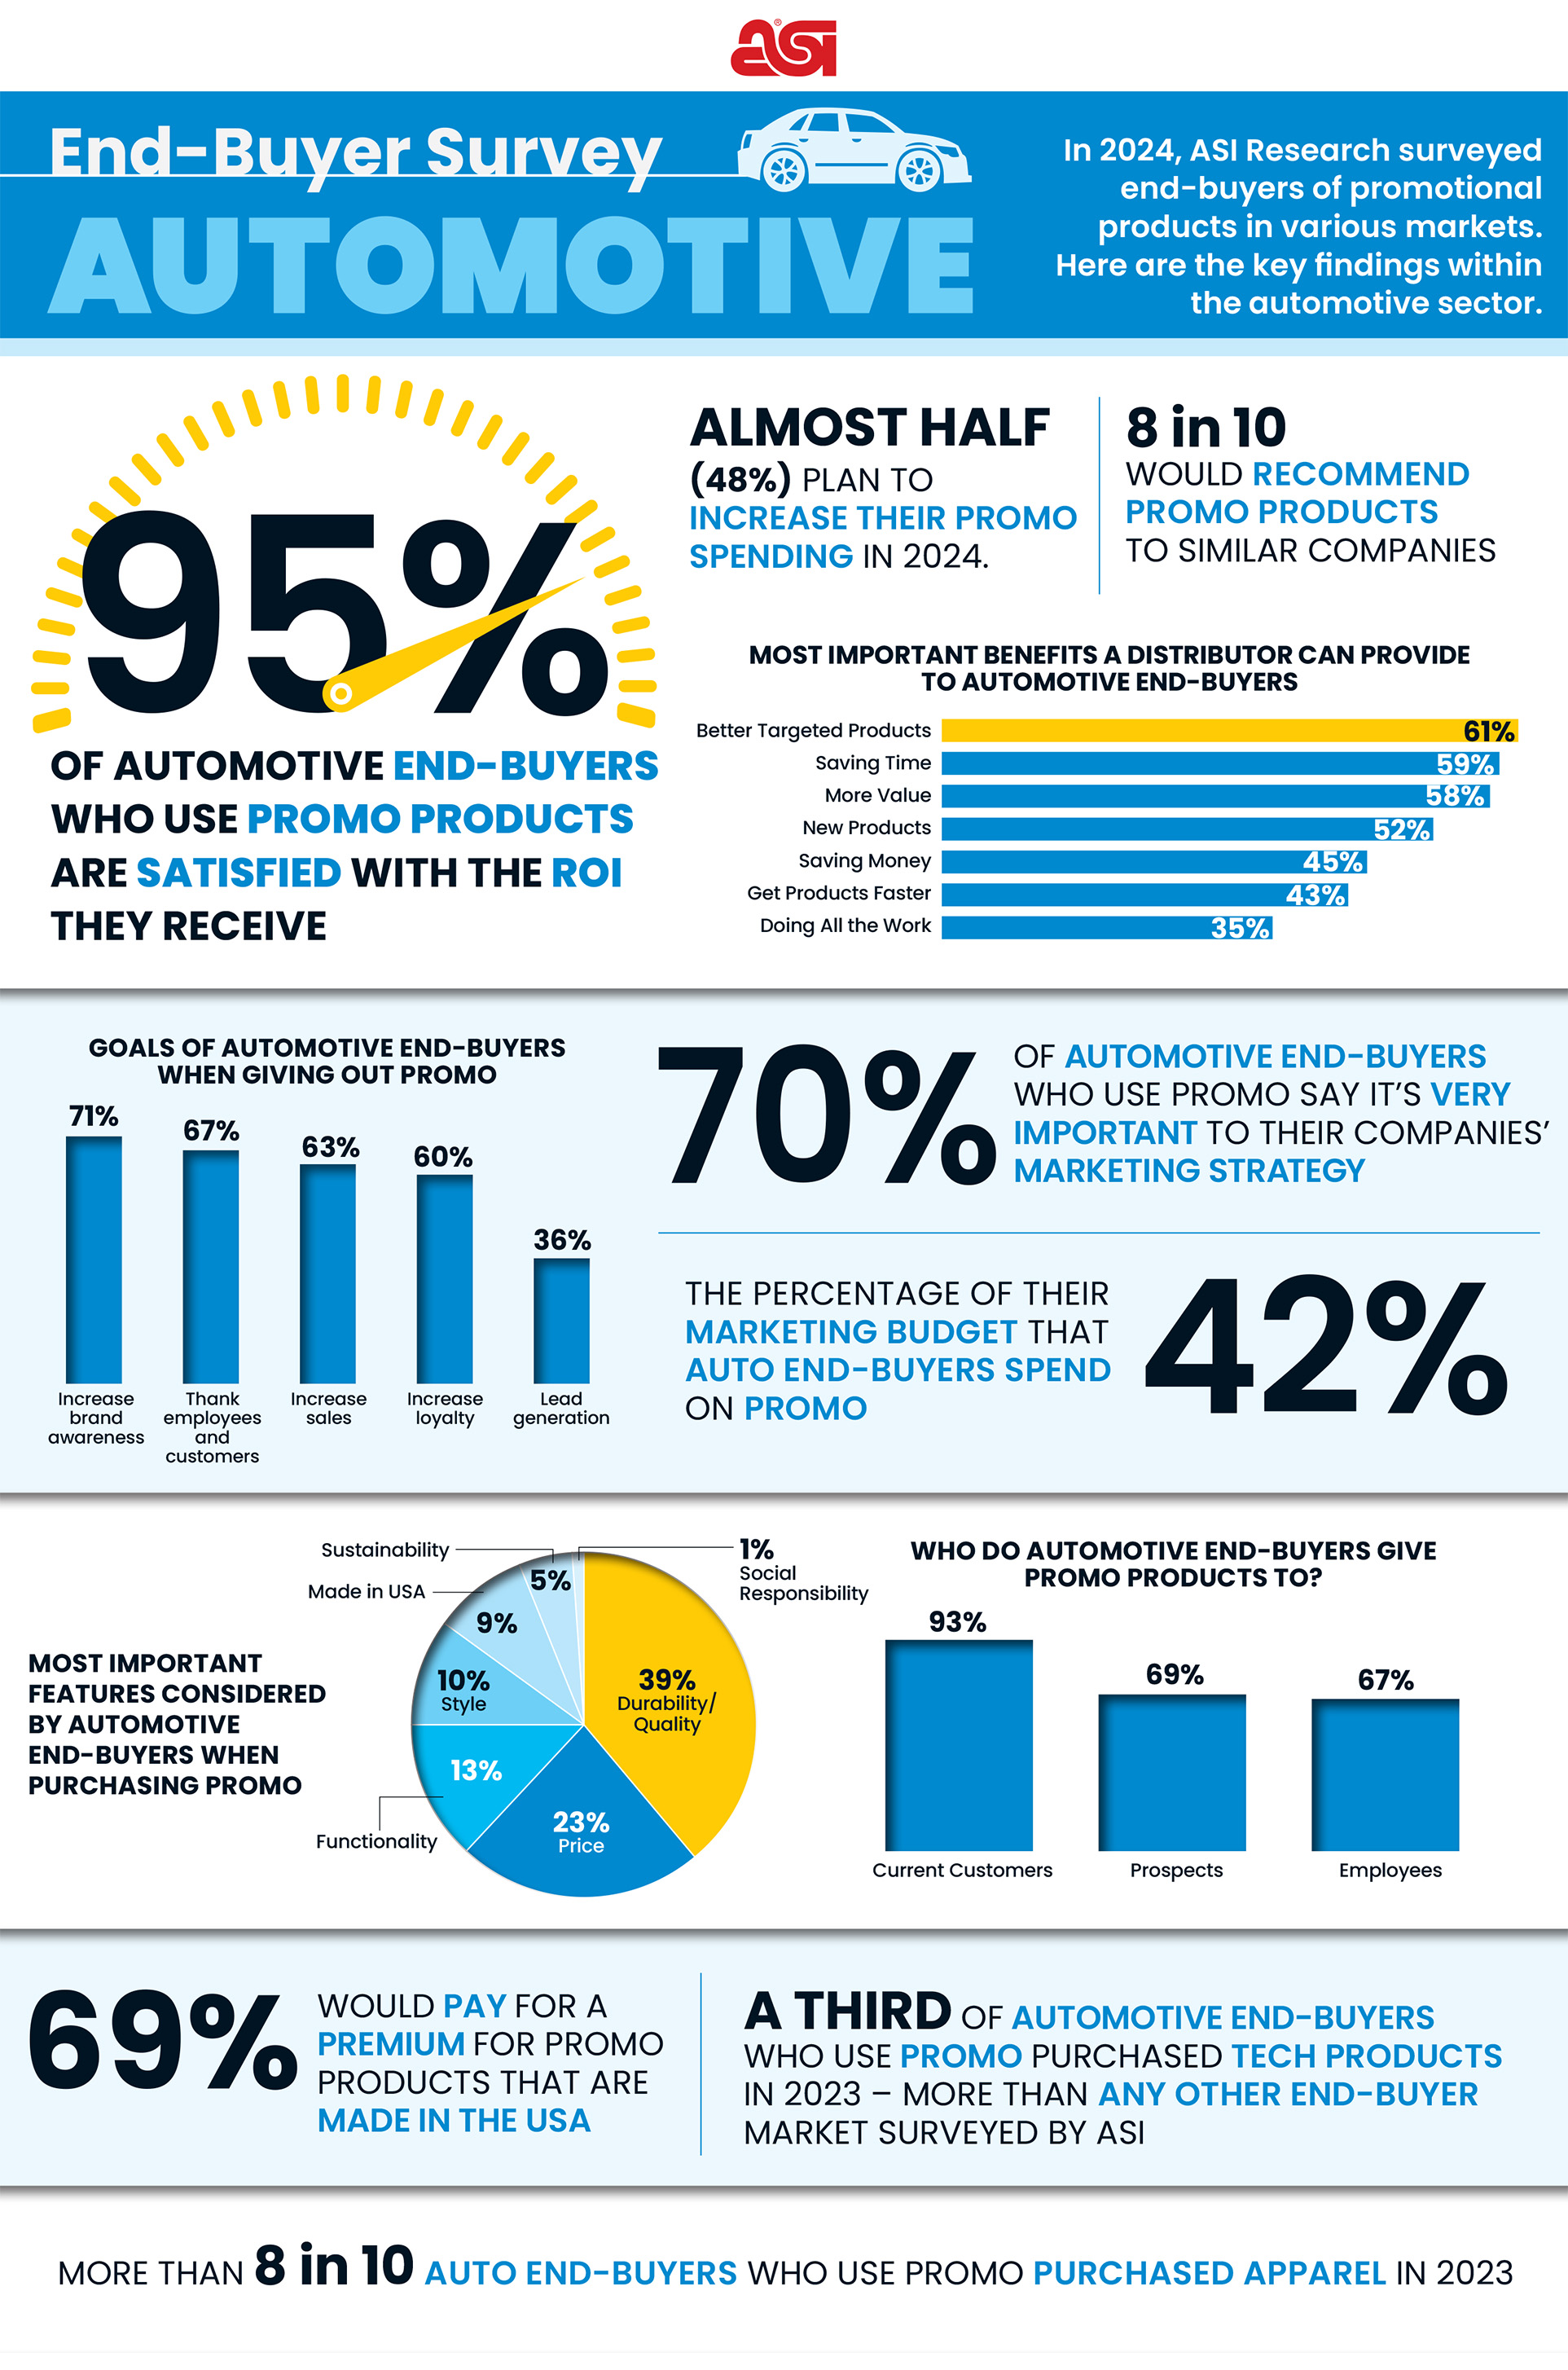 asi®
End-Buyer Survey
AUTOMOTIVE
In 2024, ASI Research surveyed
end-buyers of promotional
products in various markets.
Here are the key findings within
the automotive sector.
95%
OF AUTOMOTIVE END-BUYERS
WHO USE PROMO PRODUCTS
ARE SATISFIED WITH THE ROI
THEY RECEIVE
ALMOST HALF
(48%) PLAN TO
INCREASE THEIR PROMO
SPENDING IN 2024.
8 in 10
WOULD RECOMMEND
PROMO PRODUCTS
TO SIMILAR COMPANIES
MOST IMPORTANT BENEFITS A DISTRIBUTOR CAN PROVIDE
TO AUTOMOTIVE END-BUYERS
Better Targeted Products 61%
Saving Time 59%
More Value 58%
New Products 52%
Saving Money 45%
Get Products Faster 43%
Doing All the Work 35%
GOALS OF AUTOMOTIVE END-BUYERS
WHEN GIVING OUT PROMO
71%
Increase
brand
awareness
67%
Thank
employees
and
customers
63%
Increase
sales
60%
Increase
loyalty
36%
Lead
generation
70%
OF AUTOMOTIVE END-BUYERS
WHO USE PROMO SAY IT'S VERY
IMPORTANT TO THEIR COMPANIES'
MARKETING STRATEGY
THE PERCENTAGE OF THEIR
MARKETING BUDGET THAT
AUTO END-BUYERS SPEND
ON PROMO
42%
MOST IMPORTANT
FEATURES CONSIDERED
BY AUTOMOTIVE
END-BUYERS WHEN
PURCHASING PROMO
Sustainability
5%
Made in USA
9%
10%
Style
13%
Functionality
23%
Price
39%
Durability/
Quality
1%
Social
Responsibility
WHO DO AUTOMOTIVE END-BUYERS GIVE
PROMO PRODUCTS TO?
93%
Current Customers
69%
Prospects
67%
Employees
69%
WOULD PAY FOR A
PREMIUM FOR PROMO
PRODUCTS THAT ARE
MADE IN THE USA
A THIRD OF AUTOMOTIVE END-BUYERS
WHO USE PROMO PURCHASED TECH PRODUCTS
IN 2023 – MORE THAN ANY OTHER END-BUYER
MARKET SURVEYED BY ASI
MORE THAN 8 in 10 AUTO END-BUYERS WHO USE PROMO PURCHASED APPAREL IN 2023